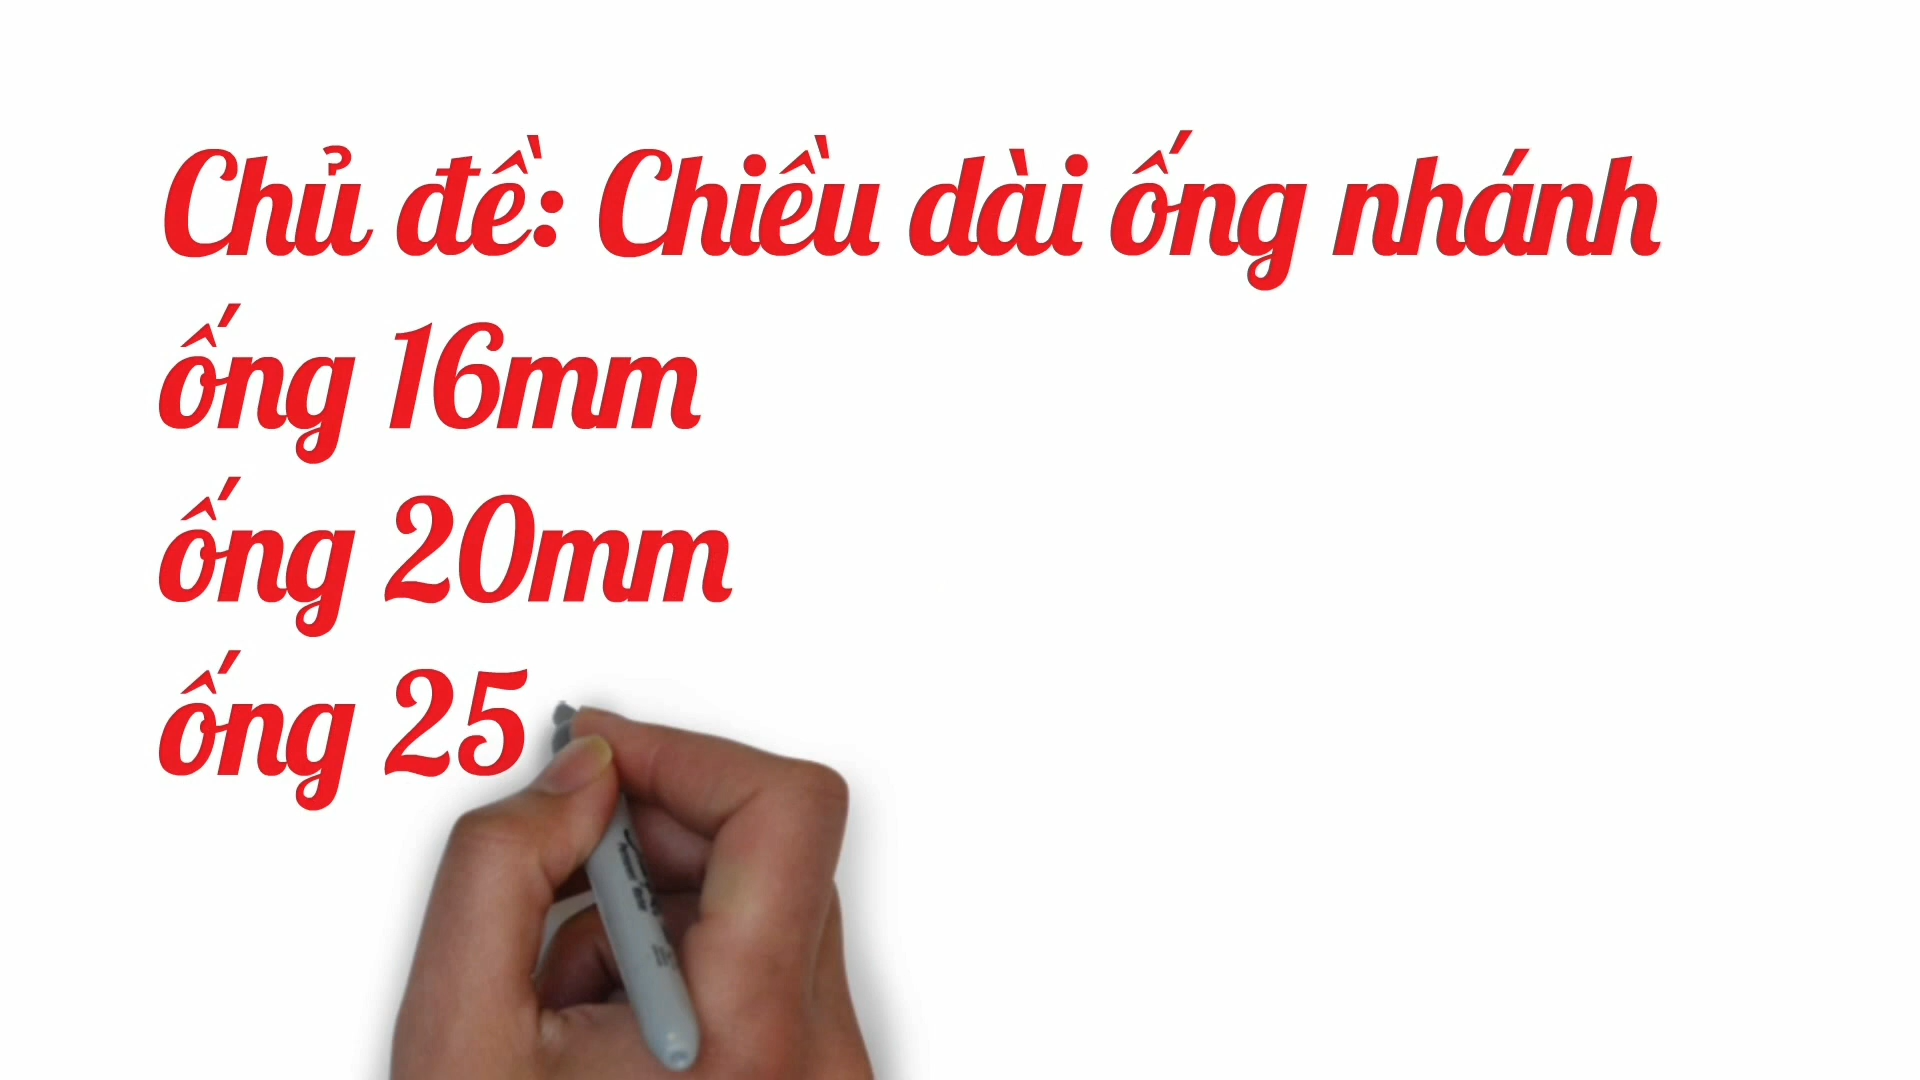 Chủ đề: Chiều dài ống nhánh
ống 16mm
ống 20mm
ống 25